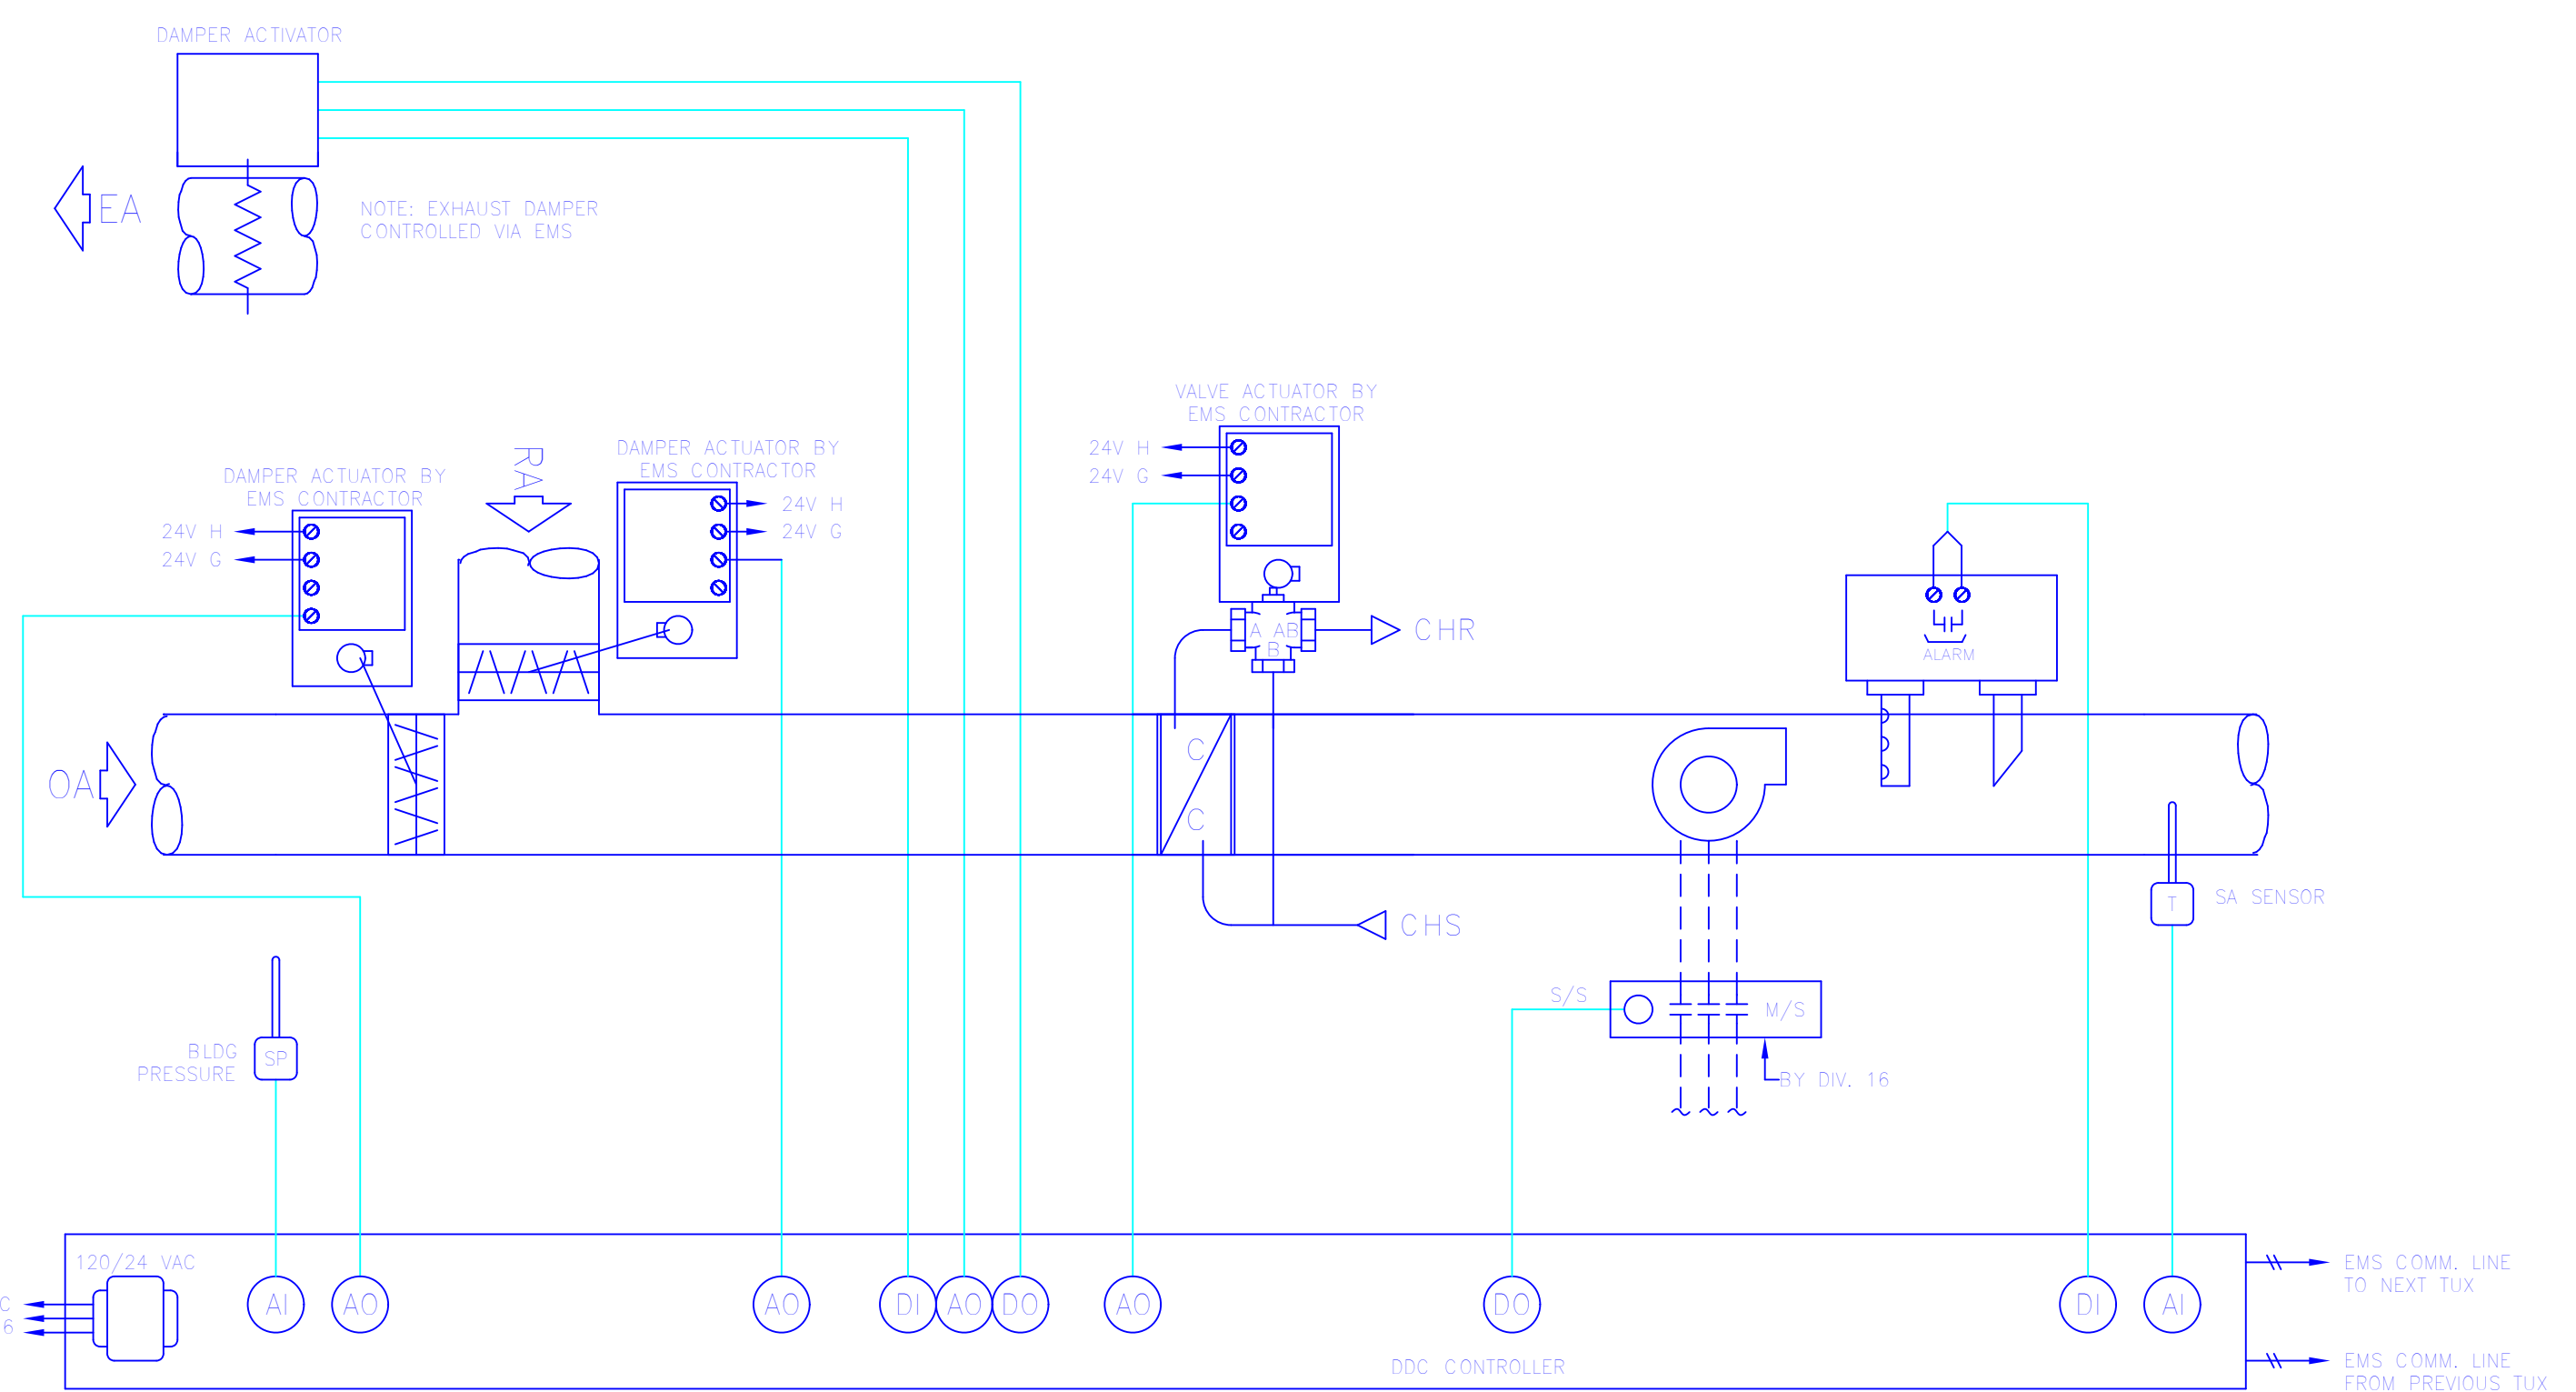 DAMPER ACTIVATOR
EA
NOTE: EXHAUST DAMPER
CONTROLLED VIA EMS
VALVE ACTUATOR BY
EMS CONTRACTOR
24V H
24V G
RA
DAMPER ACTUATOR BY
EMS CONTRACTOR
24V H
24V G
DAMPER ACTUATOR BY
EMS CONTRACTOR
24V H
24V G
A AB
B
CHR
ALARM
OA
C
C
CHS
T
SA SENSOR
S/S
M/S
BY DIV. 16
BLDG
PRESSURE
SP
120/24 VAC
C
6
AI
AO
AO
DI
AO
DO
AO
DO
DI
AI
DDC CONTROLLER
EMS COMM. LINE
TO NEXT TUX
EMS COMM. LINE
FROM PREVIOUS TUX